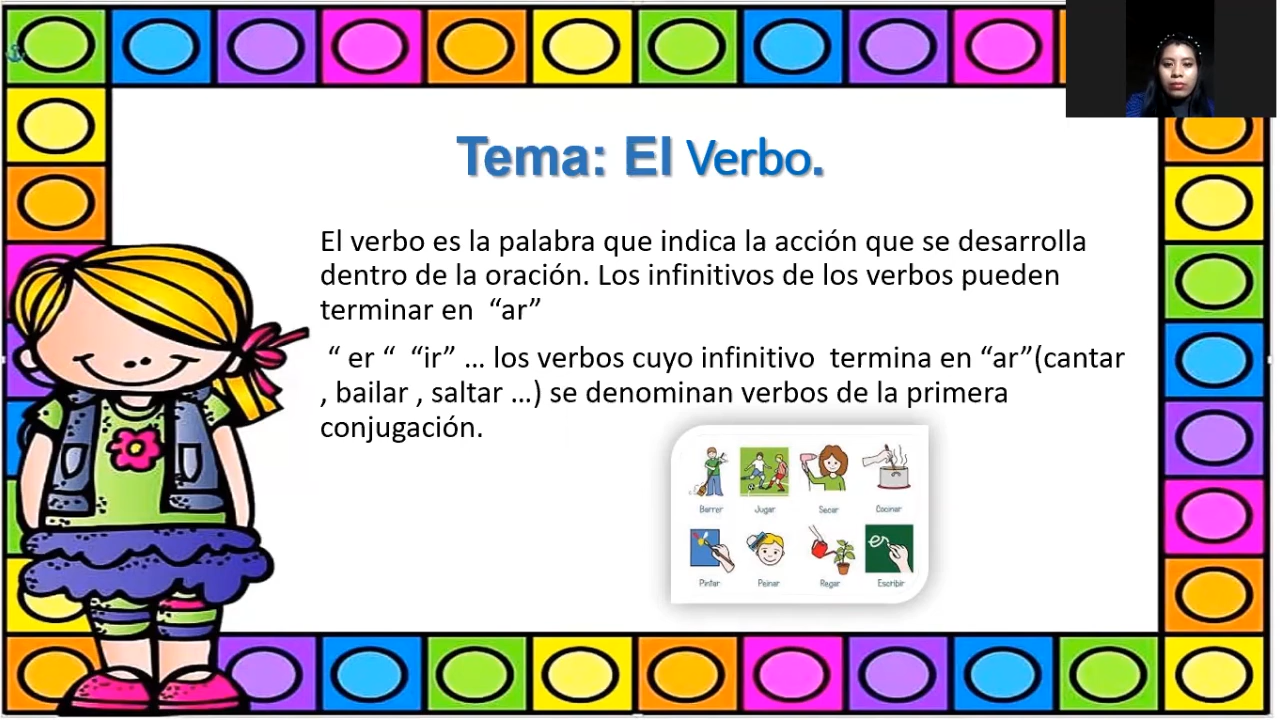 Tema: El Verbo.
El verbo es la palabra que indica la acción que se desarrolla
dentro de la oración. Los infinitivos de los verbos pueden
terminar en  “ar”
“ er “  “ir” … los verbos cuyo infinitivo  termina en “ar”(cantar
, bailar , saltar …) se denominan verbos de la primera
conjugación.
Barrer Jugar Secar Cocinar
er
Pintar Peinar Regar Escribir